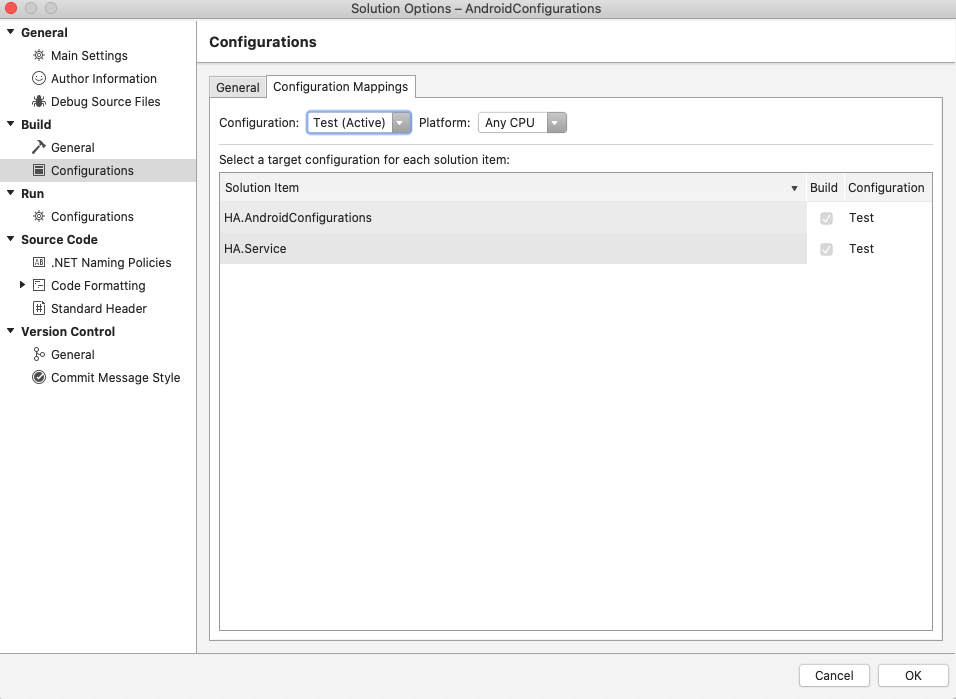 Solution Options – AndroidConfigurations
General
Main Settings
Author Information
Debug Source Files
Build
General
Configurations
Run
Configurations
Source Code
.NET Naming Policies
Code Formatting
Standard Header
Version Control
General
Commit Message Style
Configurations
General Configuration Mappings
Configuration: Test (Active) Platform: Any CPU
Select a target configuration for each solution item:
Solution Item Build Configuration
HA.AndroidConfigurations Test
HA.Service Test
Cancel OK